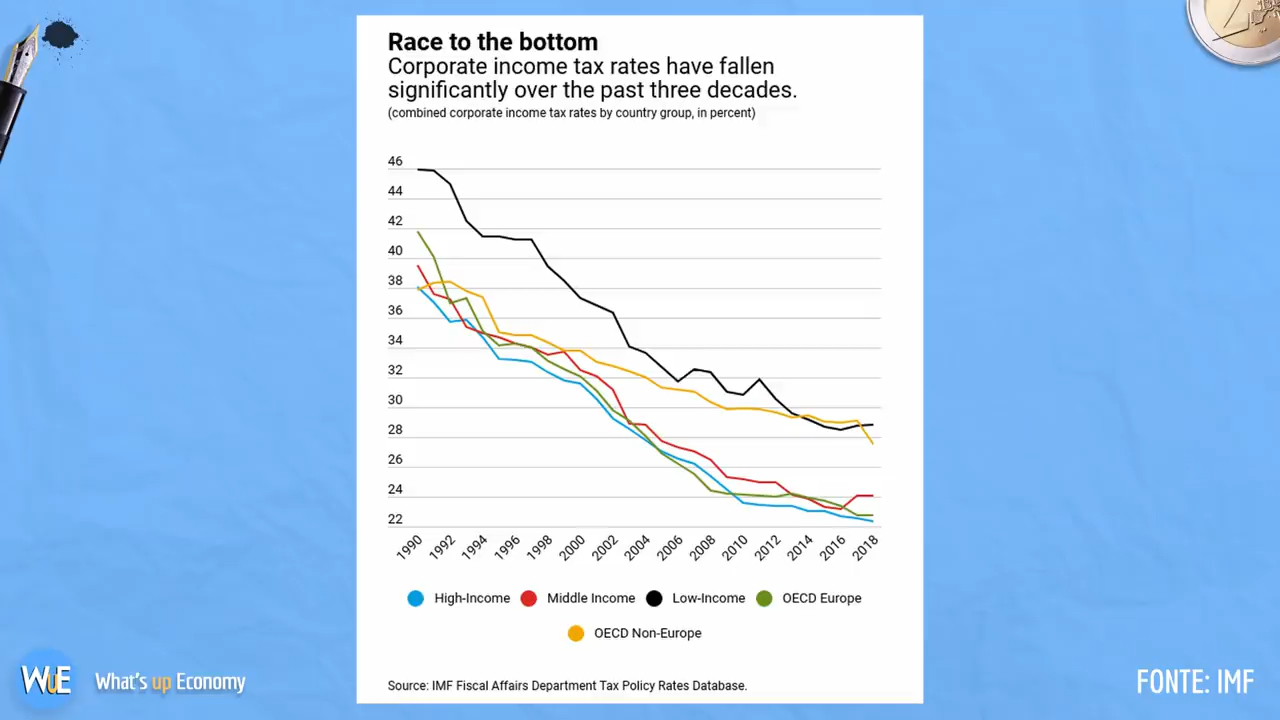 Race to the bottom
Corporate income tax rates have fallen
significantly over the past three decades.
(combined corporate income tax rates by country group, in percent)
46
44
42
40
38
36
34
32
30
28
26
24
22
1990 1992 1994 1996 1998 2000 2002 2004 2006 2008 2010 2012 2014 2016 2018
High-Income Middle Income Low-Income OECD Europe
OECD Non-Europe
Source: IMF Fiscal Affairs Department Tax Policy Rates Database.
WuE What's up Economy
FONTE: IMF